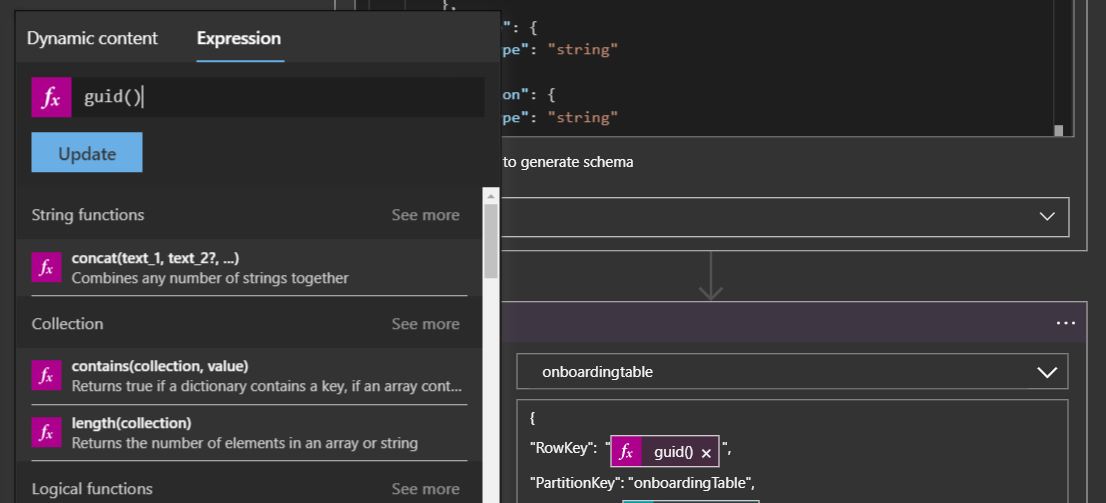 Dynamic content
Expression
fx
guid()
Update
String functions
See more
fx
concat(text_1, text_2?, ...)
Combines any number of strings together
Collection
See more
fx
contains(collection, value)
Returns true if a dictionary contains a key, if an array cont...
fx
length(collection)
Returns the number of elements in an array or string
Logical functions
See more
},
": {
pe": "string"
on": {
pe": "string"
to generate schema
...
onboardingtable
{
"RowKey": "fx guid() × ",
"PartitionKey": "onboardingTable",